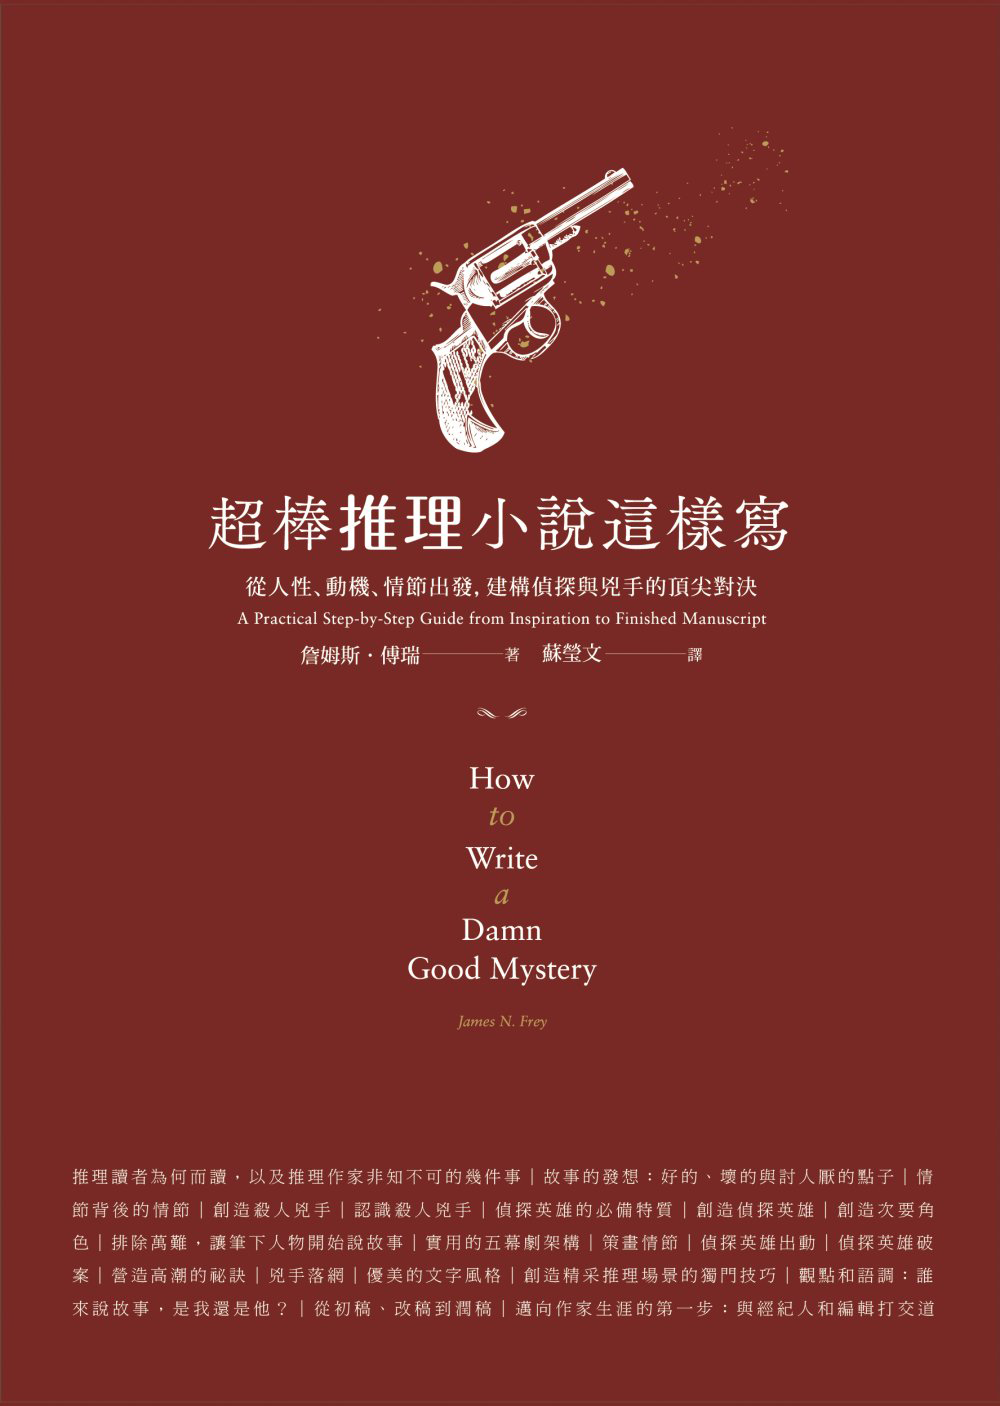 超棒推理小說這樣寫
從人性、動機、情節出發，建構偵探與兇手的頂尖對決
A Practical Step-by-Step Guide from Inspiration to Finished Manuscript
詹姆斯・傅瑞——著 蘇瑩文——譯
How
to
Write
a
Damn
Good Mystery
James N. Frey
推理讀者為何而讀，以及推理作家非知不可的幾件事｜故事的發想：好的、壞的與討人厭的點子｜情
節背後的情節｜創造殺人兇手｜認識殺人兇手｜偵探英雄的必備特質｜創造偵探英雄｜創造次要角
色｜排除萬難，讓筆下人物開始說故事｜實用的五幕劇架構｜策畫情節｜偵探英雄出動｜偵探英雄破
案｜營造高潮的祕訣｜兇手落網｜優美的文字風格｜創造精采推理場景的獨門技巧｜觀點和語調：誰
來說故事，是我還是他？｜從初稿、改稿到潤稿｜邁向作家生涯的第一步：與經紀人和編輯打交道